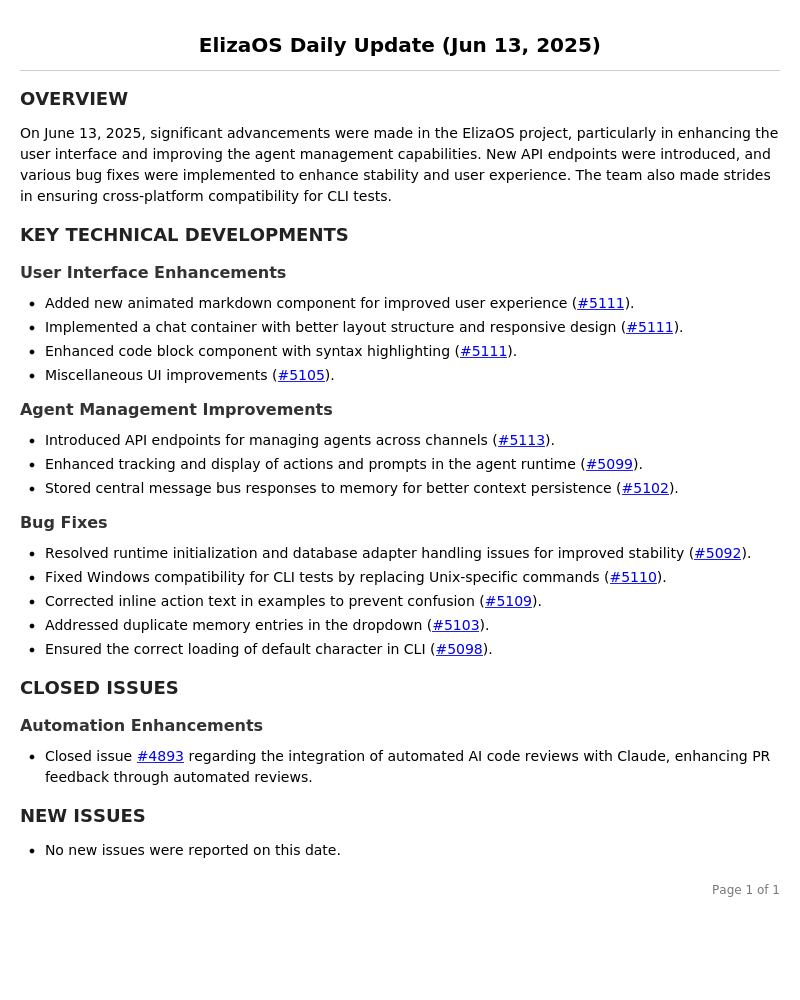 ElizaOS Daily Update (Jun 13, 2025)
OVERVIEW
On June 13, 2025, significant advancements were made in the ElizaOS project, particularly in enhancing the
user interface and improving the agent management capabilities. New API endpoints were introduced, and
various bug fixes were implemented to enhance stability and user experience. The team also made strides
in ensuring cross-platform compatibility for CLI tests.
KEY TECHNICAL DEVELOPMENTS
User Interface Enhancements
• Added new animated markdown component for improved user experience (#5111).
• Implemented a chat container with better layout structure and responsive design (#5111).
• Enhanced code block component with syntax highlighting (#5111).
• Miscellaneous UI improvements (#5105).
Agent Management Improvements
• Introduced API endpoints for managing agents across channels (#5113).
• Enhanced tracking and display of actions and prompts in the agent runtime (#5099).
• Stored central message bus responses to memory for better context persistence (#5102).
Bug Fixes
• Resolved runtime initialization and database adapter handling issues for improved stability (#5092).
• Fixed Windows compatibility for CLI tests by replacing Unix-specific commands (#5110).
• Corrected inline action text in examples to prevent confusion (#5109).
• Addressed duplicate memory entries in the dropdown (#5103).
• Ensured the correct loading of default character in CLI (#5098).
CLOSED ISSUES
Automation Enhancements
• Closed issue #4893 regarding the integration of automated AI code reviews with Claude, enhancing PR
feedback through automated reviews.
NEW ISSUES
• No new issues were reported on this date.
Page 1 of 1